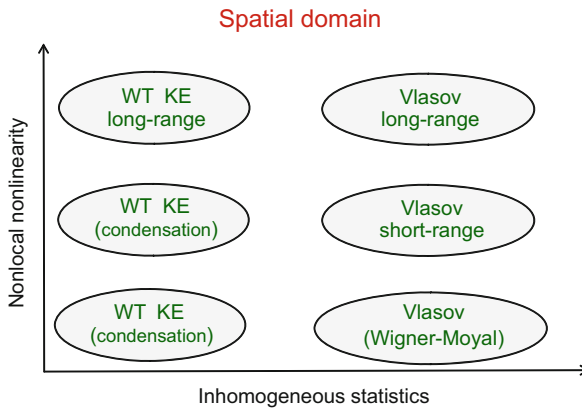 Spatial domain
Nonlocal nonlinearity
WT KE
long-range
Vlasov
long-range
WT KE
(condensation)
Vlasov
short-range
WT KE
(condensation)
Vlasov
(Wigner-Moyal)
Inhomogeneous statistics